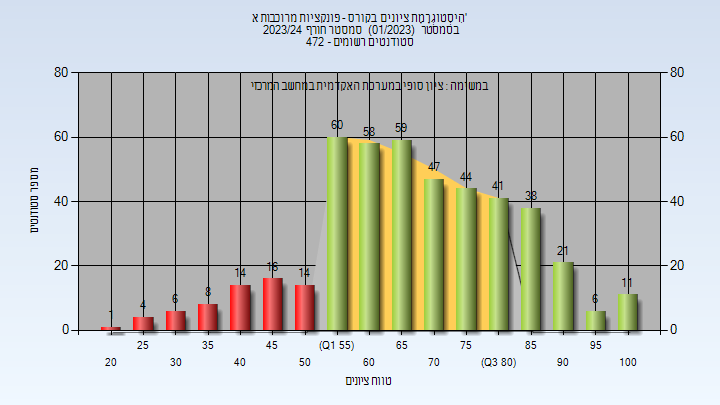 היסטוגרמת ציונים בקורס - פונקציות מרוכבות א'
בסמסטר (01/2023) סמסטר חורף 2023/24
סטודנטים רשומים - 472
במשימה : ציון סופי במערכת האקדמית במחשב המרכזי
מספר סטודנטים
80 80
60 60
40 40
20 20
0 0
1 4 6 8 14 16 14 60 58 59 47 44 41 38 21 6 11
25 35 45 (Q1 55) 65 75 85 95
20 30 40 50 60 70 (Q3 80) 90 100
טווח ציונים